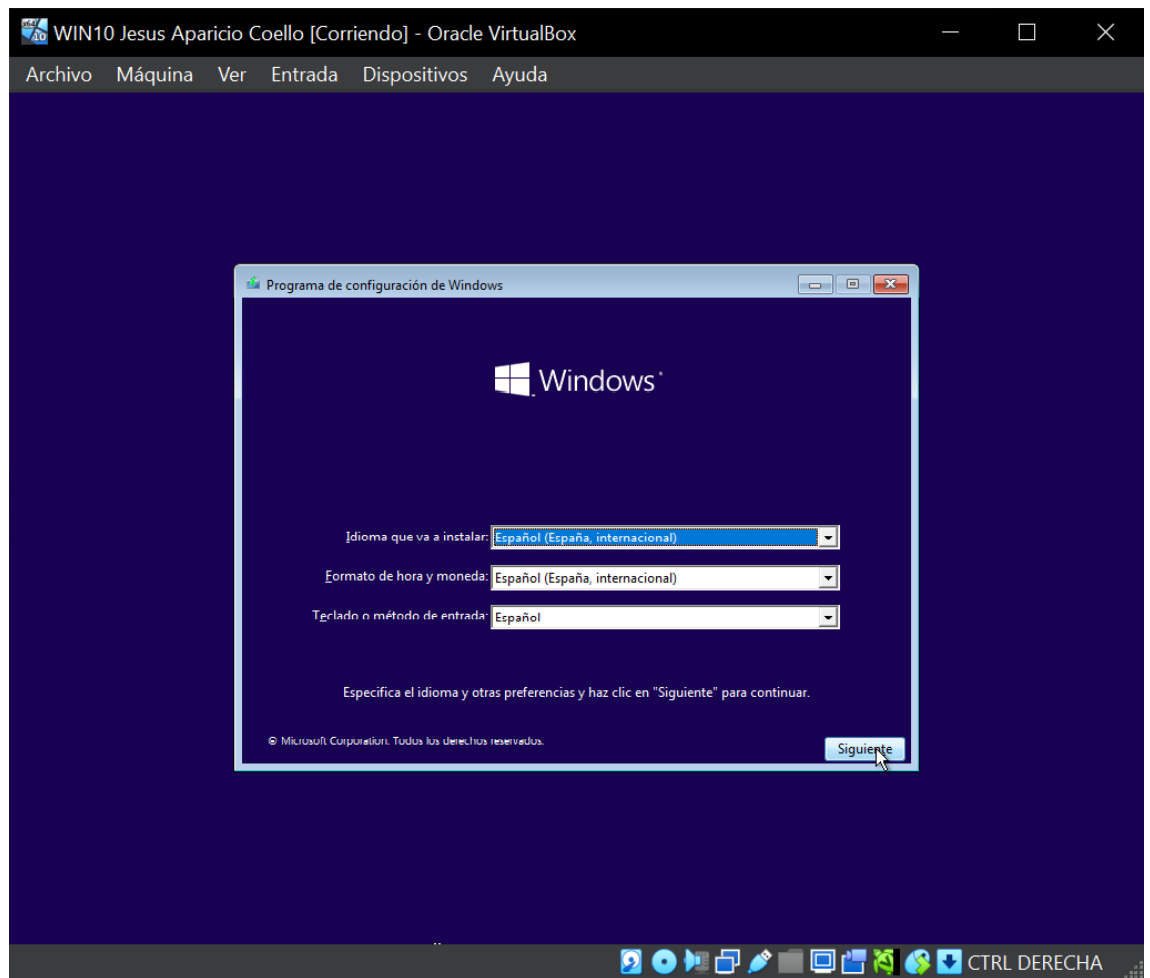 WIN10 Jesus Aparicio Coello [Corriendo] - Oracle VirtualBox
Archivo Máquina Ver Entrada Dispositivos Ayuda
Programa de configuración de Windows
Windows
Idioma que va a instalar: Español (España, internacional)
Formato de hora y moneda: Español (España, internacional)
Teclado o método de entrada: Español
Especifica el idioma y otras preferencias y haz clic en "Siguiente" para continuar.
© Microsoft Corporation. Todos los derechos reservados.
Siguiente
CTRL DERECHA